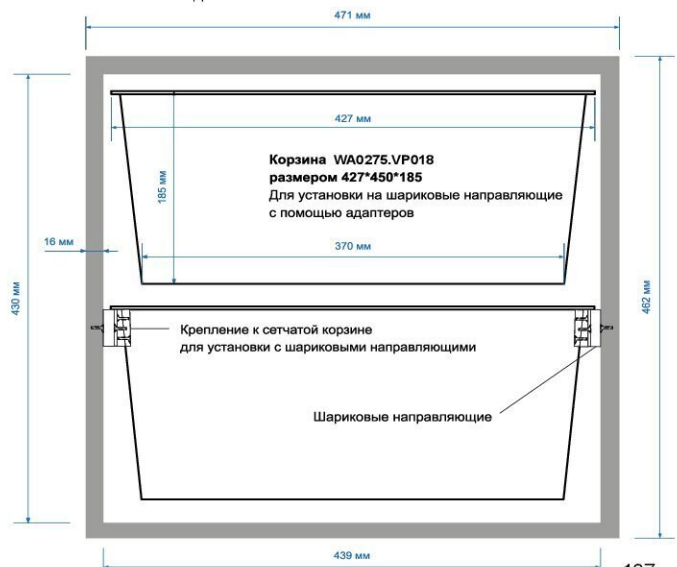 471 мм
427 мм
Корзина WA0275.VP018
размером 427*450*185
Для установки на шариковые направляющие
с помощью адаптеров
185 мм
16 мм
370 мм
430 мм
462 мм
Крепление к сетчатой корзине
для установки с шариковыми направляющими
Шариковые направляющие
439 мм